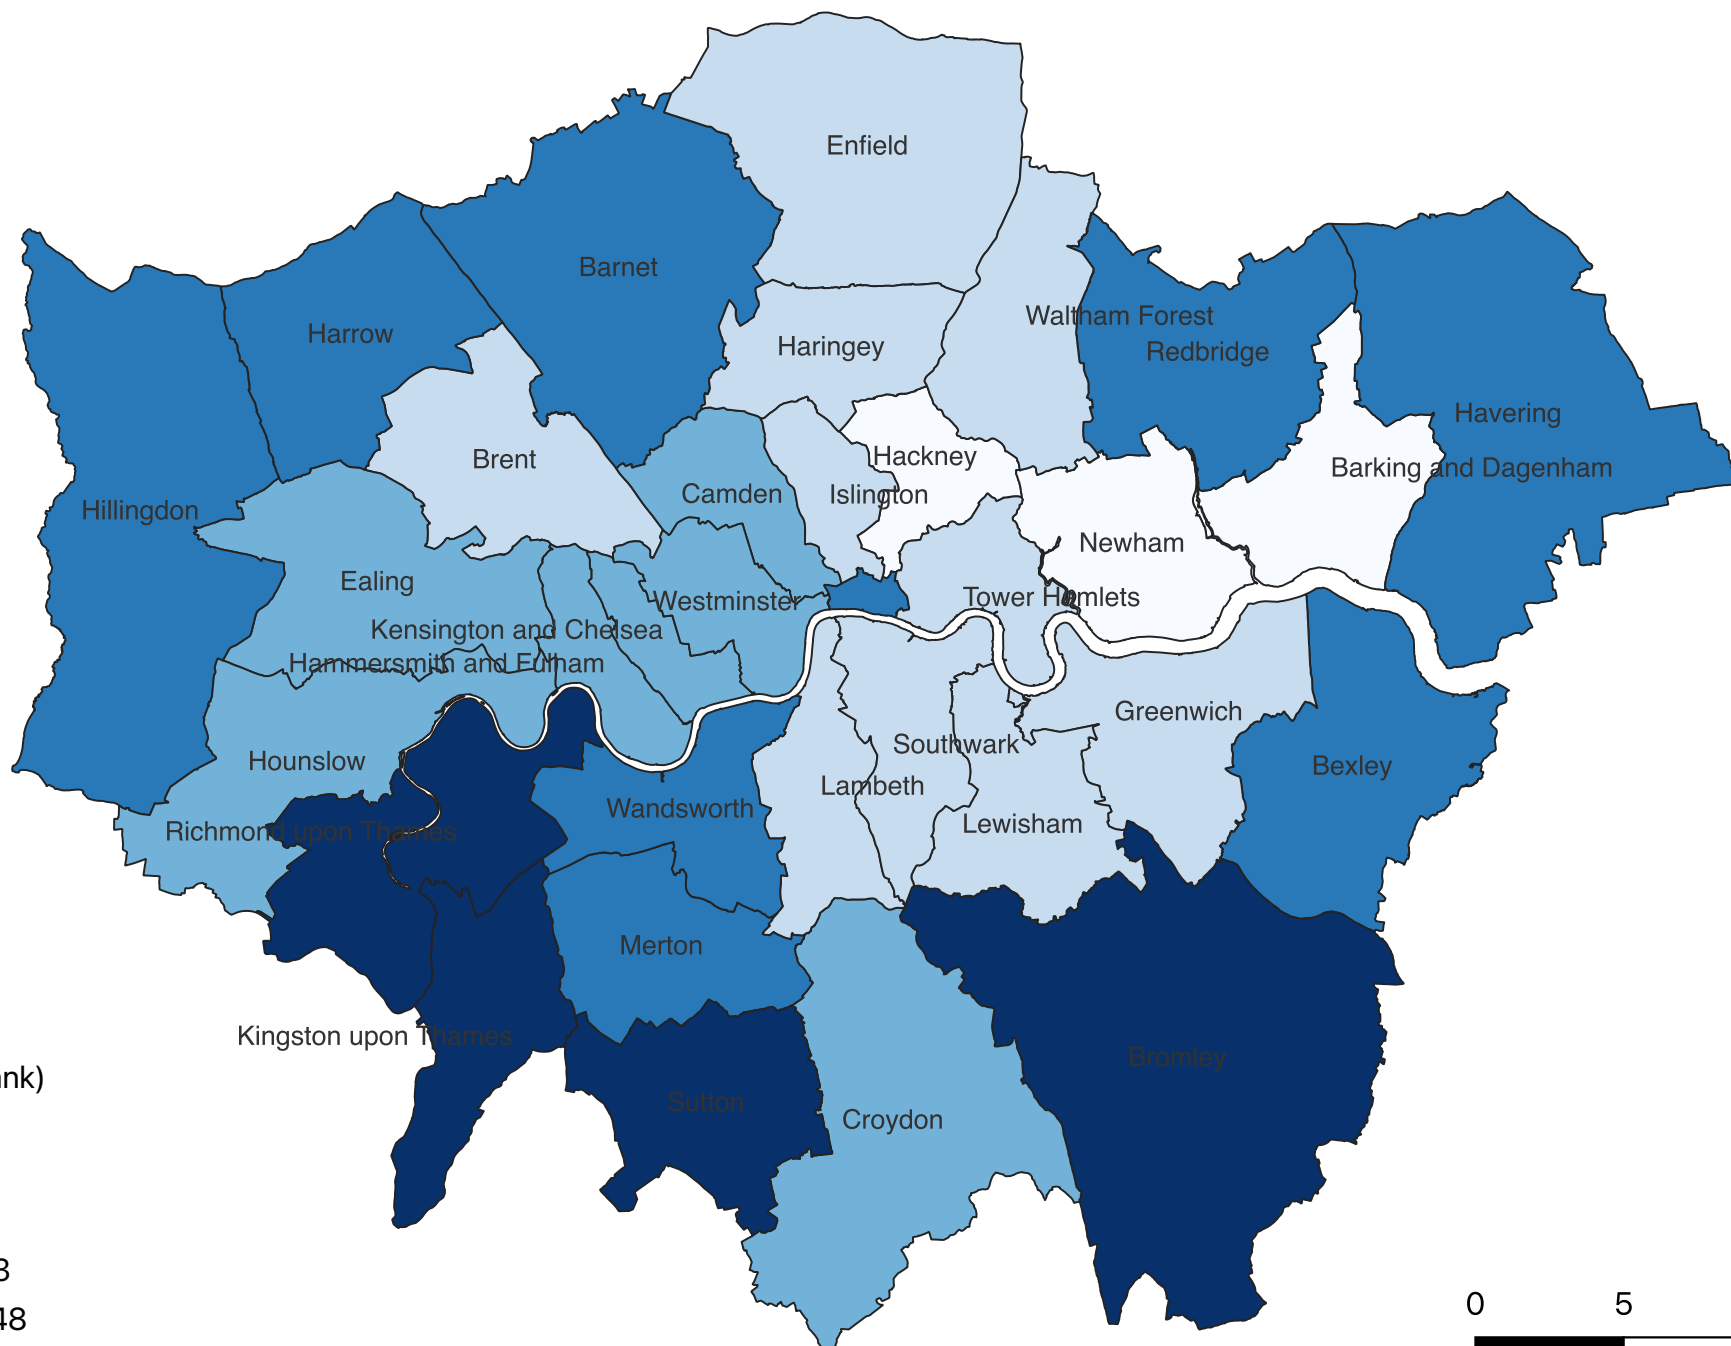 Enfield
Barnet
Waltham Forest
Harrow
Haringey
Redbridge
Havering
Brent
Hackney
Barking and Dagenham
Camden
Islington
Hillingdon
Newham
Ealing
Westminster
Tower Hamlets
Kensington and Chelsea
Hammersmith and Fulham
Greenwich
Southwark
Hounslow
Bexley
Lambeth
Wandsworth
Lewisham
Richmond upon Thames
Merton
Kingston upon Thames
Bromley
nk)
Sutton
Croydon
3
48
0 5